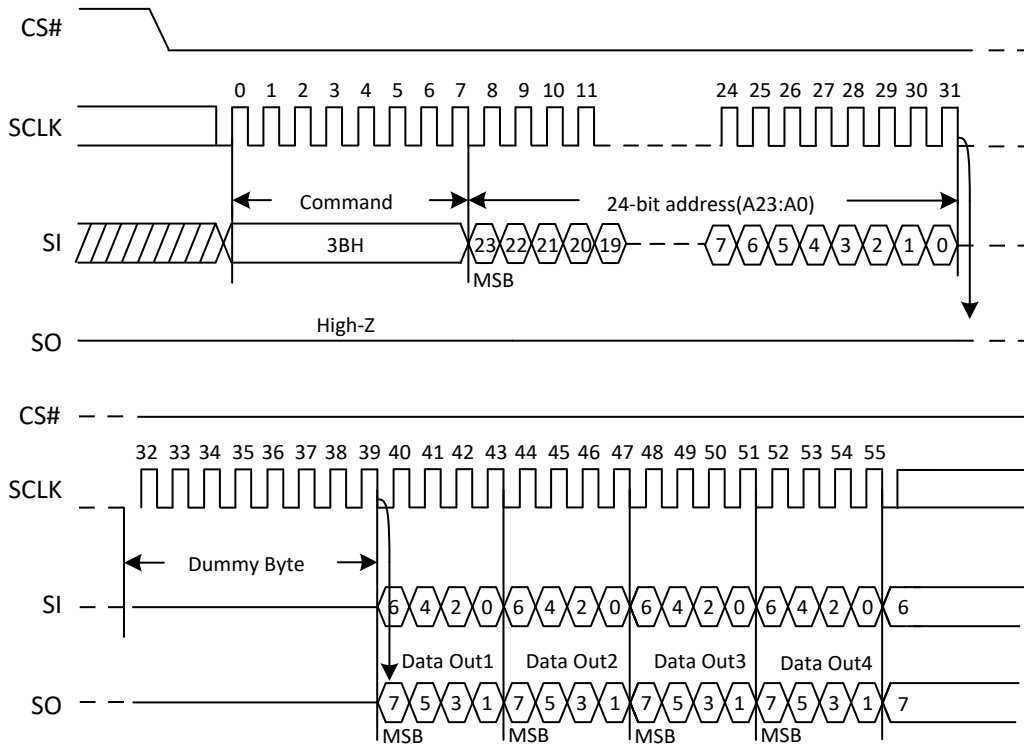 CS#
0 1 2 3 4 5 6 7 8 9 10 11 24 25 26 27 28 29 30 31
SCLK
Command 24-bit address(A23:A0)
SI 3BH 23 22 21 20 19 7 6 5 4 3 2 1 0
MSB
High-Z
SO
CS#
32 33 34 35 36 37 38 39 40 41 42 43 44 45 46 47 48 49 50 51 52 53 54 55
SCLK
Dummy Byte
SI 6 4 2 0 6 4 2 0 6 4 2 0 6 4 2 0 6
Data Out1 Data Out2 Data Out3 Data Out4
SO 7 5 3 1 7 5 3 1 7 5 3 1 7 5 3 1 7
MSB MSB MSB MSB